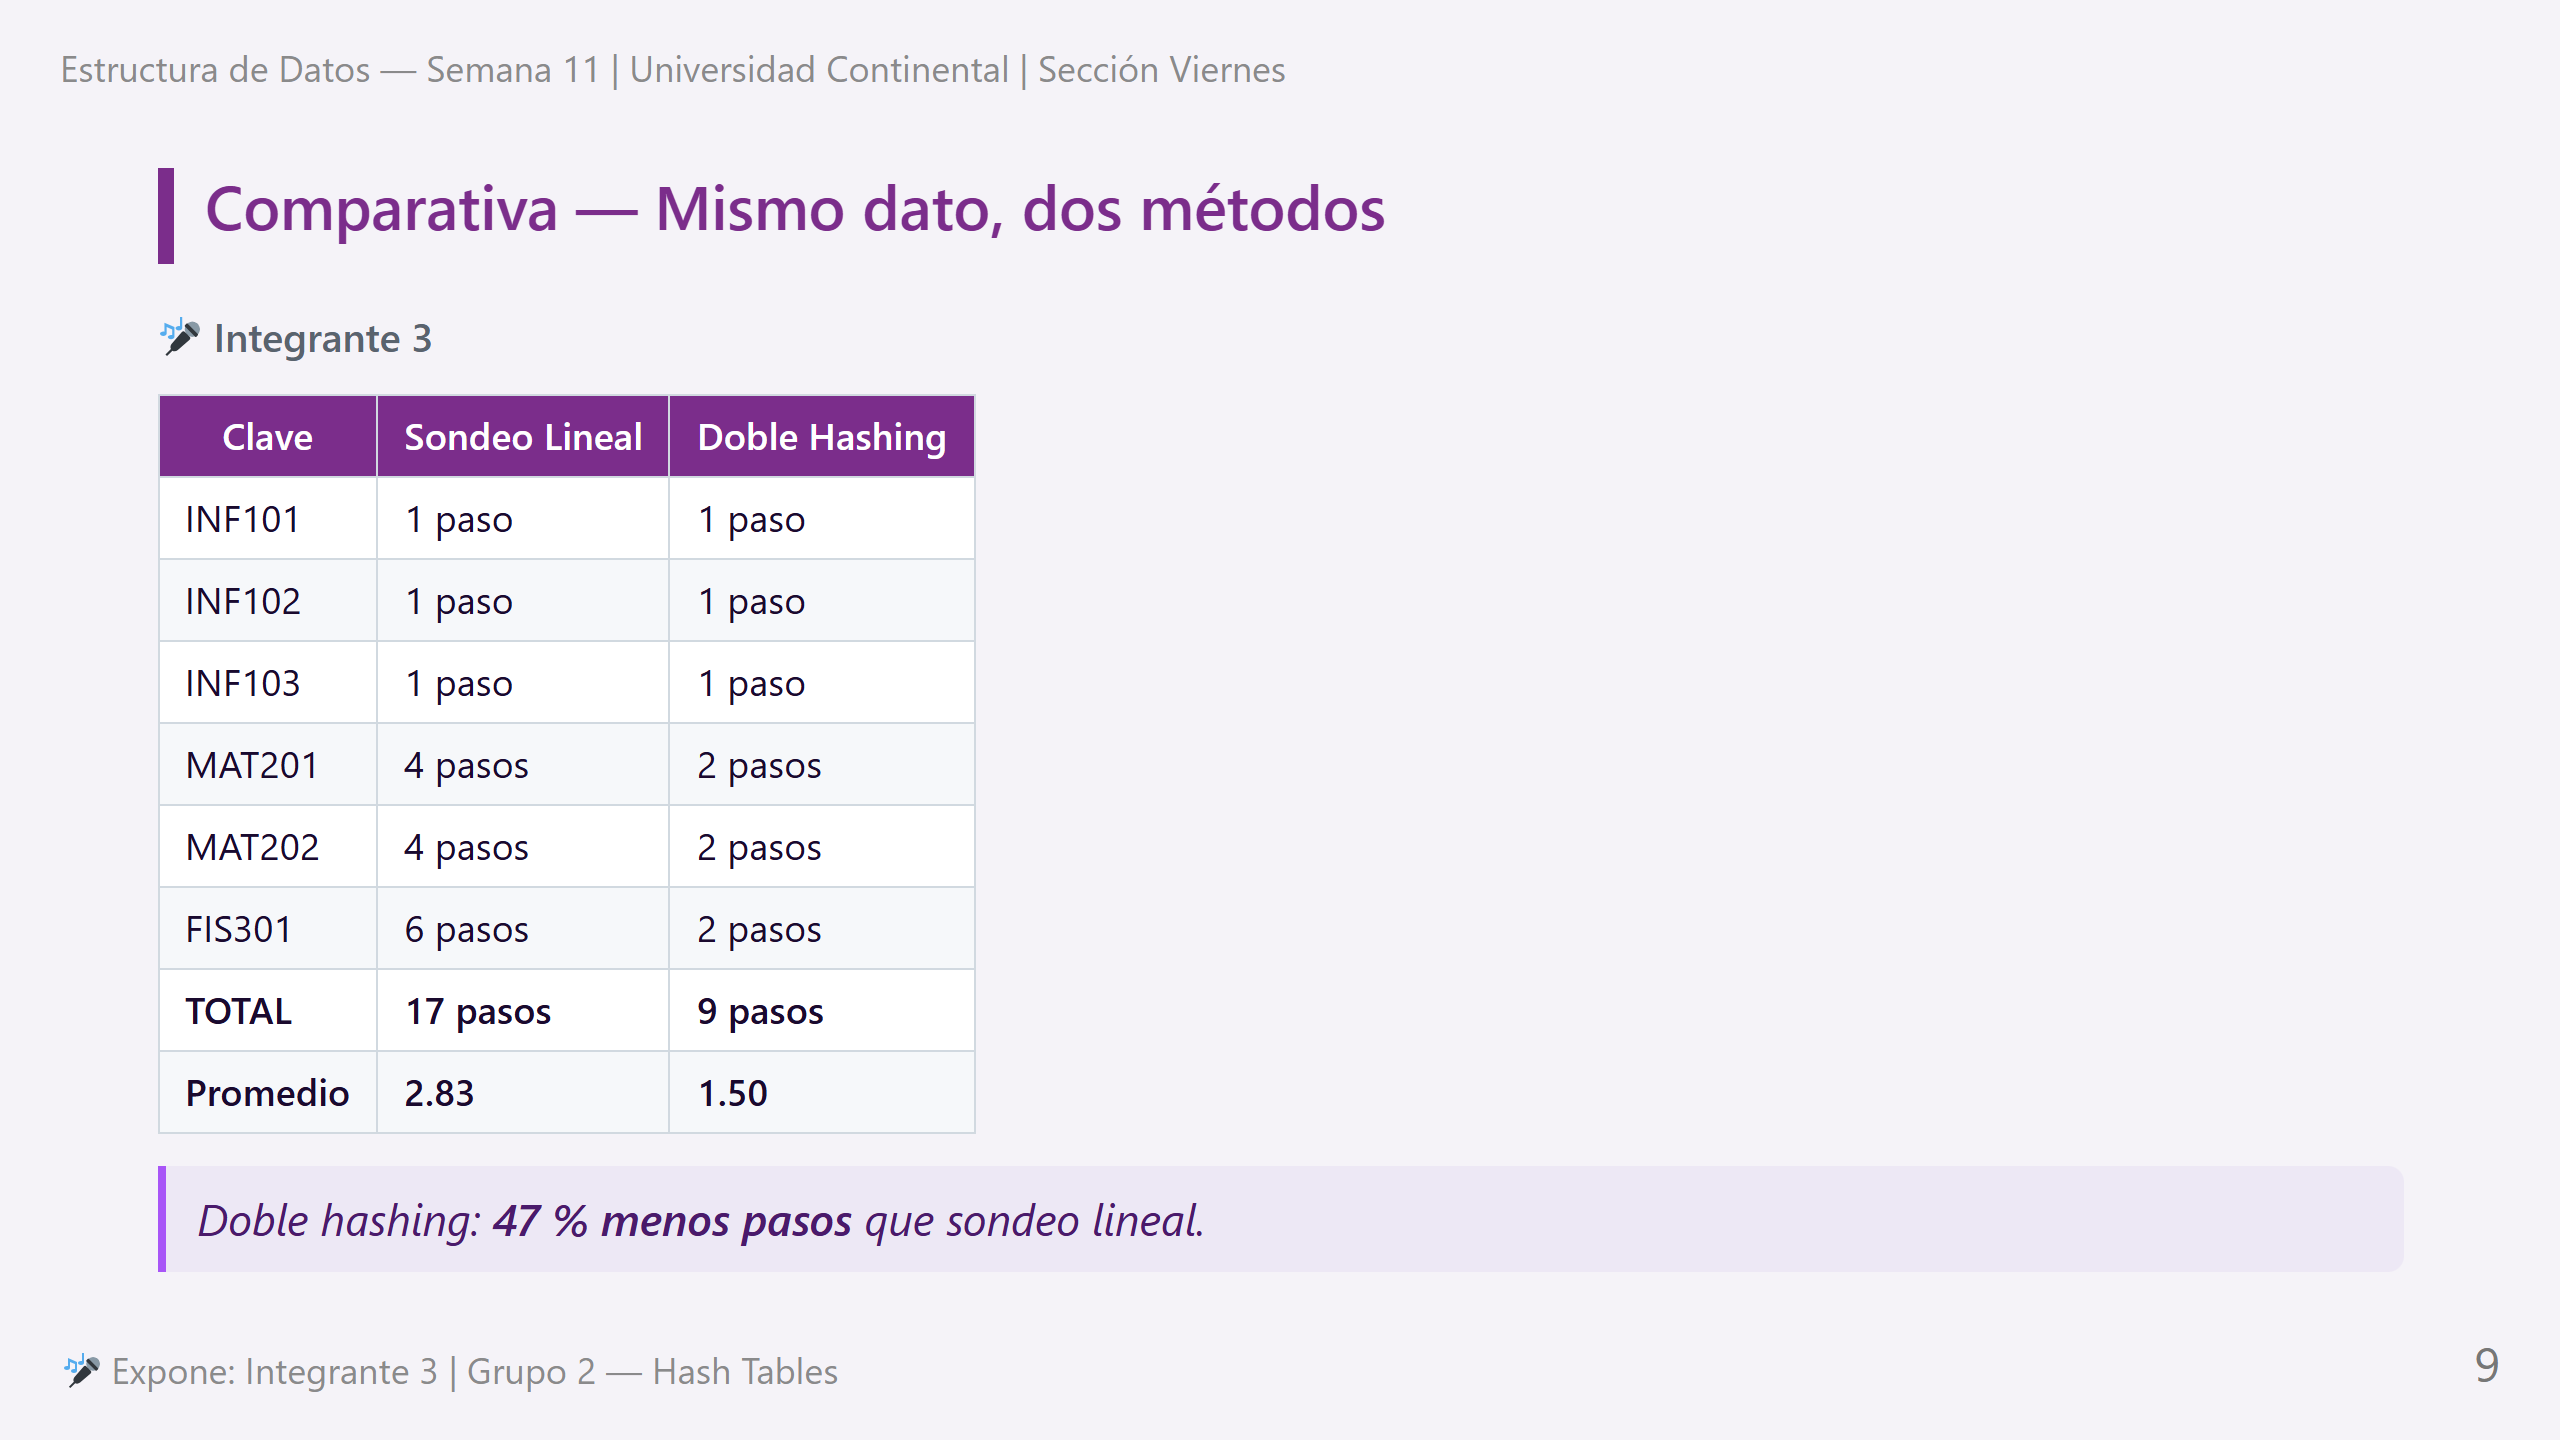 Estructura de Datos — Semana 11 | Universidad Continental | Sección Viernes
Comparativa — Mismo dato, dos métodos
Integrante 3
Clave Sondeo Lineal Doble Hashing
INF101 1 paso 1 paso
INF102 1 paso 1 paso
INF103 1 paso 1 paso
MAT201 4 pasos 2 pasos
MAT202 4 pasos 2 pasos
FIS301 6 pasos 2 pasos
TOTAL 17 pasos 9 pasos
Promedio 2.83 1.50
Doble hashing: 47 % menos pasos que sondeo lineal.
Expone: Integrante 3 | Grupo 2 — Hash Tables
9